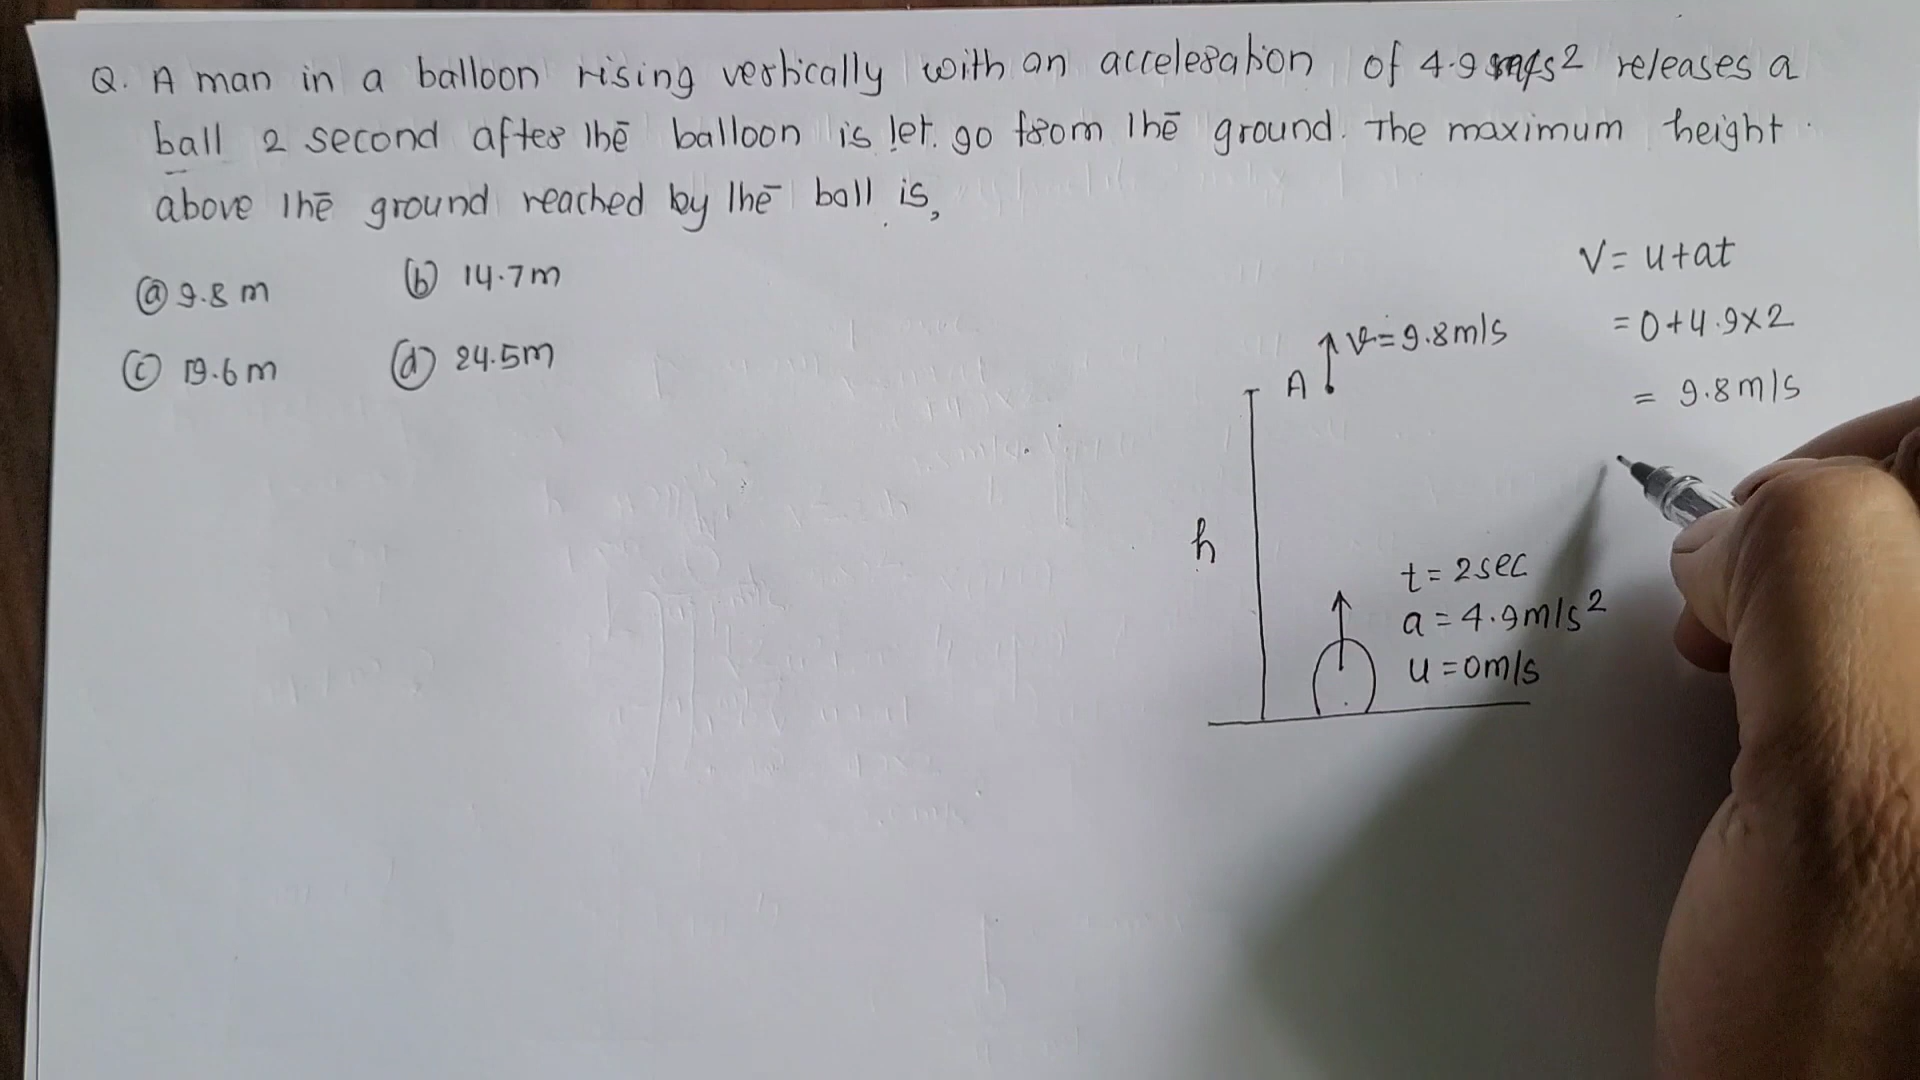 Q. A man in a balloon rising vertically with an acceleration of 4.9 m/s2 releases a
ball 2 second after the balloon is let go from the ground. The maximum height
above the ground reached by the ball is,
(a) 9.8 m (b) 14.7m
(c) 19.6 m (d) 24.5m
V = u+at
= 0+4.9×2
= 9.8m/s
A v=9.8m/s
h
t = 2sec
a = 4.9m/s2
u = 0m/s